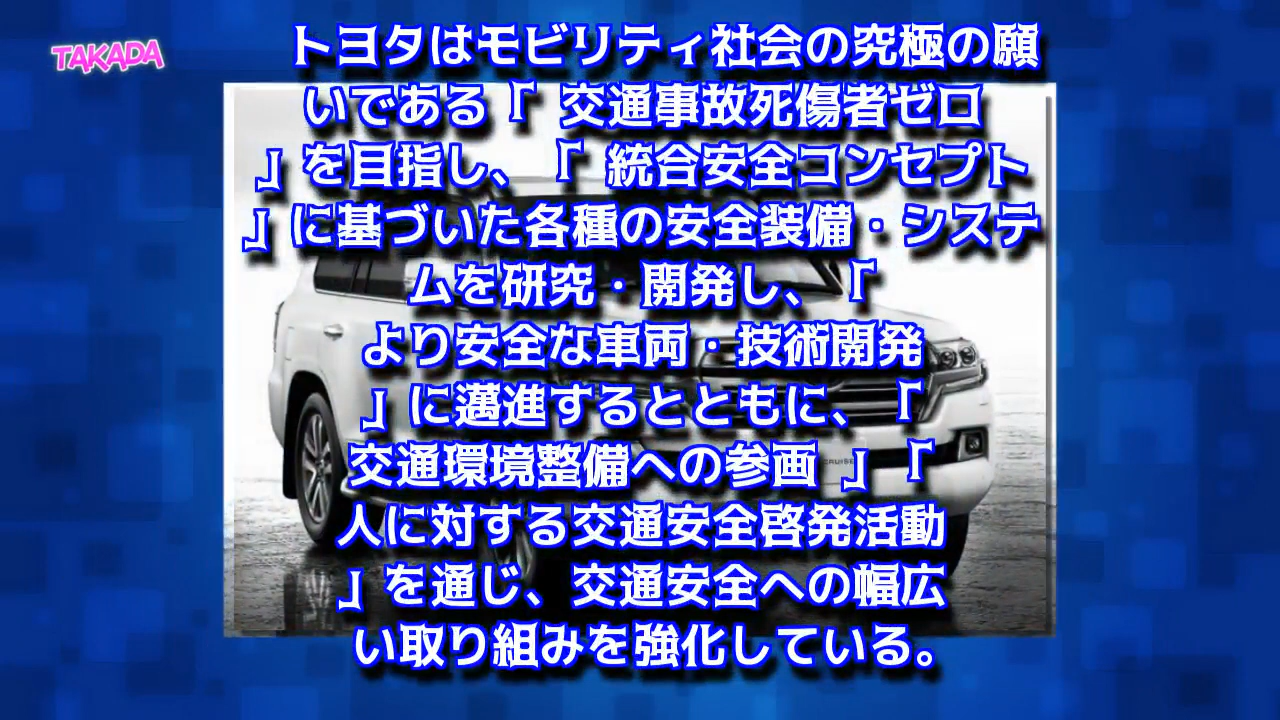 TAKADA
トヨタはモビリティ社会の究極の願
いである「 交通事故死傷者ゼロ
」を目指し、「 統合安全コンセプト
」に基づいた各種の安全装備・システ
ムを研究・開発し、「
より安全な車両・技術開発
」に邁進するとともに、「
交通環境整備への参画 」「
人に対する交通安全啓発活動
」を通じ、交通安全への幅広
い取り組みを強化している。